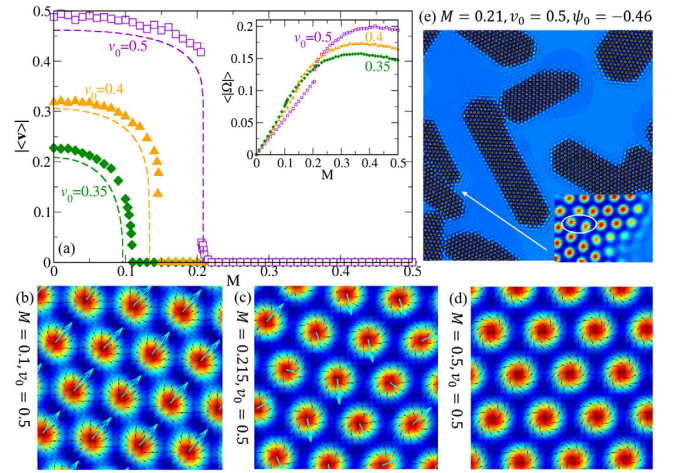 (e) M = 0.21, v₀ = 0.5, ψ₀ = −0.46
0.5
0.4
0.3
0.2
0.1
0
|<v>|
v₀=0.5
v₀=0.4
v₀=0.35
(a)
0
0.1
0.2
0.3
0.4
0.5
M
0.2
0.15
0.1
0.05
0
<|Ω|>
v₀=0.5
0.4
0.35
0
0.1
0.2
0.3
0.4
0.5
M
(b)
M = 0.1, v₀ = 0.5
(c)
M = 0.215, v₀ = 0.5
(d)
M = 0.5, v₀ = 0.5